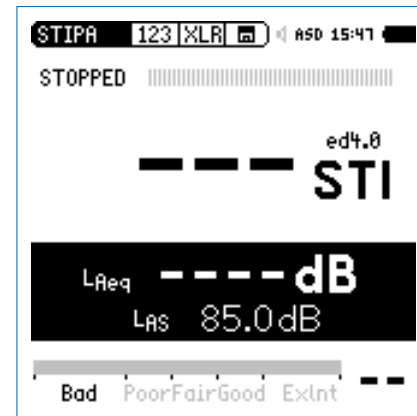 STIPA 123 XLR ASD 15:47
STOPPED
ed4.0
--- STI
LAeq ----dB
LAS 85.0dB
Bad Poor Fair Good Exlnt --